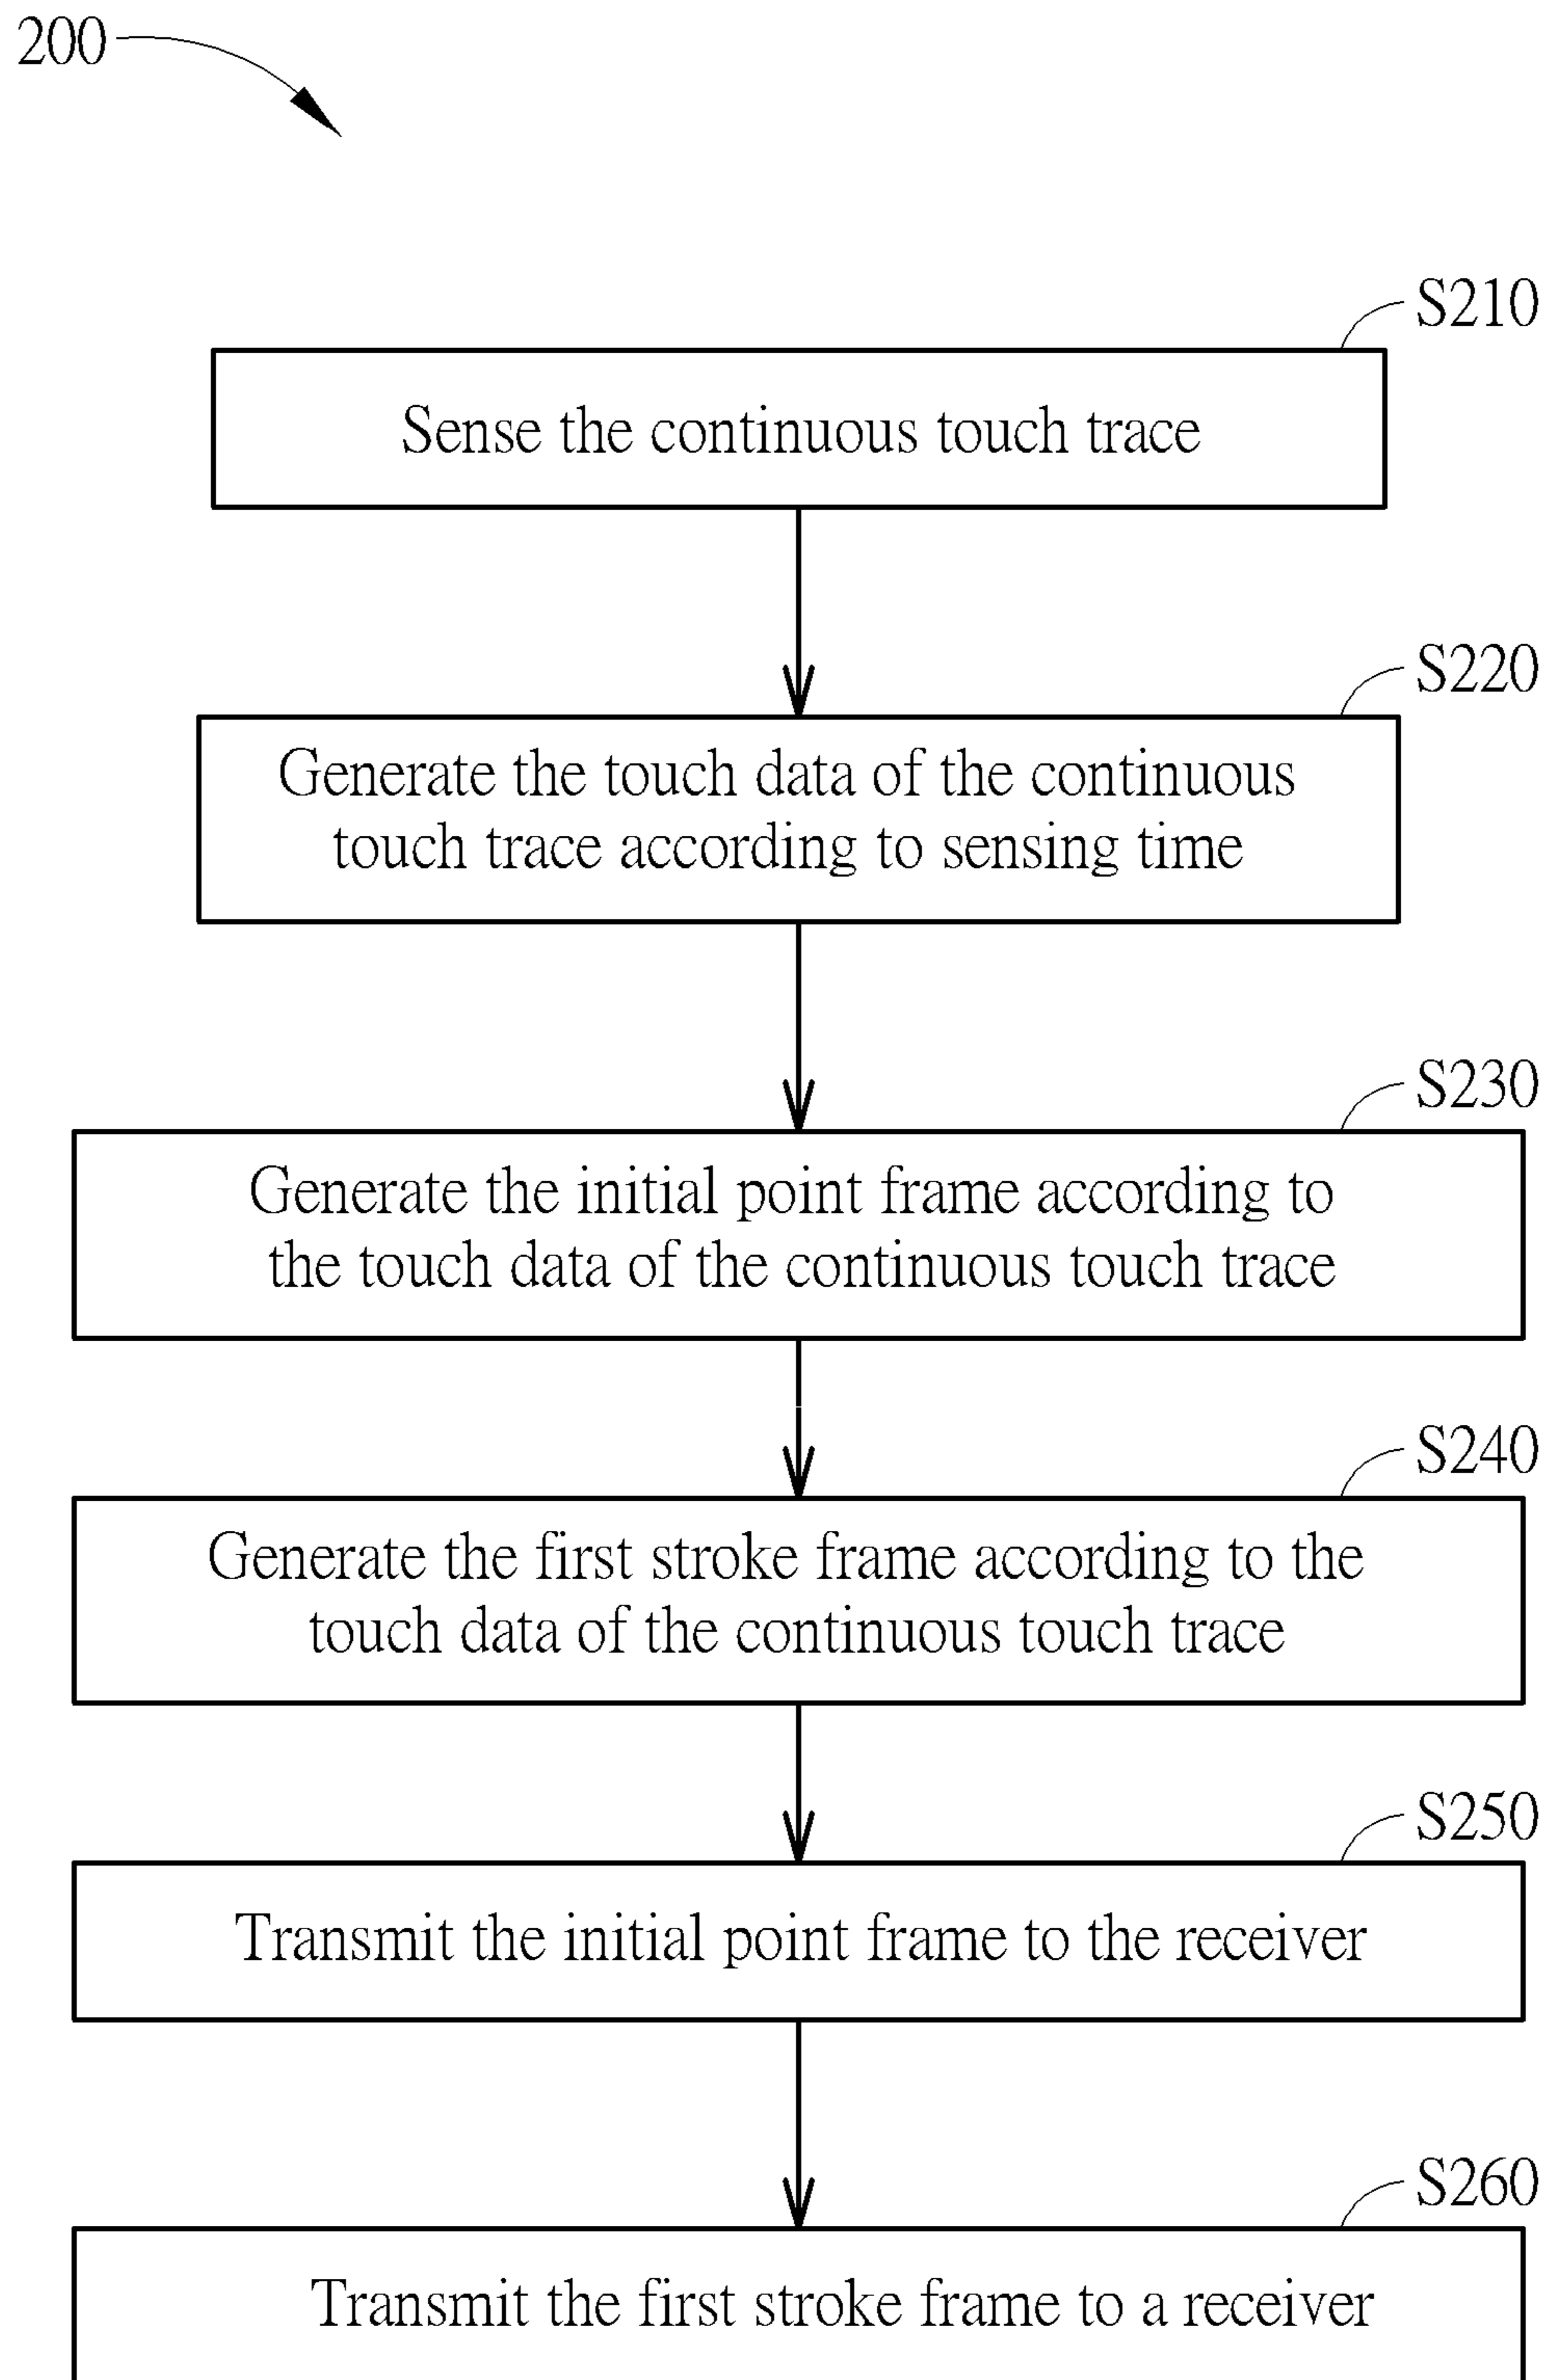 200
S210
Sense the continuous touch trace
S220
Generate the touch data of the continuous
touch trace according to sensing time
S230
Generate the initial point frame according to
the touch data of the continuous touch trace
S240
Generate the first stroke frame according to the
touch data of the continuous touch trace
S250
Transmit the initial point frame to the receiver
S260
Transmit the first stroke frame to a receiver